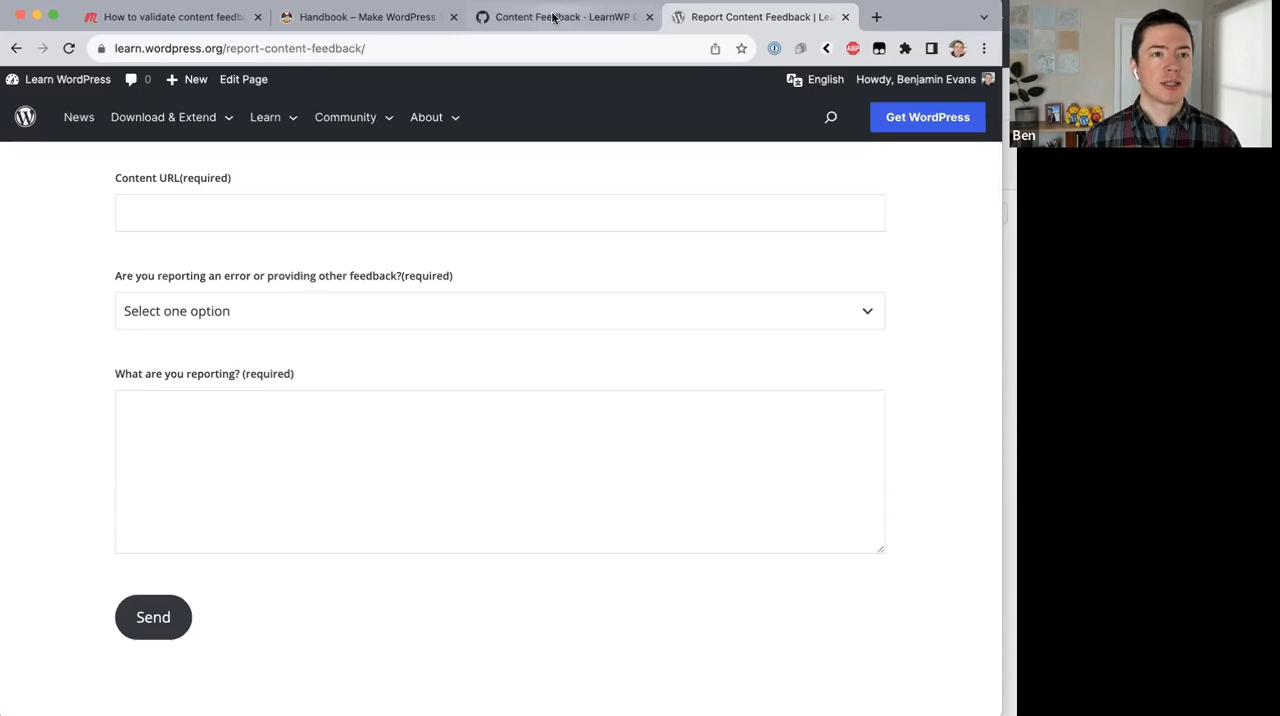 How to validate content feedb
Handbook – Make WordPress
Content Feedback · LearnWP
Report Content Feedback | Lea
learn.wordpress.org/report-content-feedback/
ABP
Learn WordPress 0 New Edit Page English Howdy, Benjamin Evans
News Download & Extend Learn Community About Get WordPress
Content URL(required)
Are you reporting an error or providing other feedback?(required)
Select one option
What are you reporting? (required)
Send
Ben